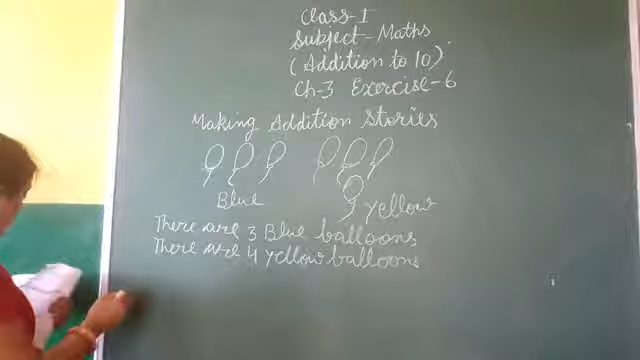 Class-I
Subject-Maths
(Addition to 10)
Ch-3 Exercise-6
Making Addition Stories
Blue
yellow
There are 3 Blue balloons
There are 4 yellow balloons